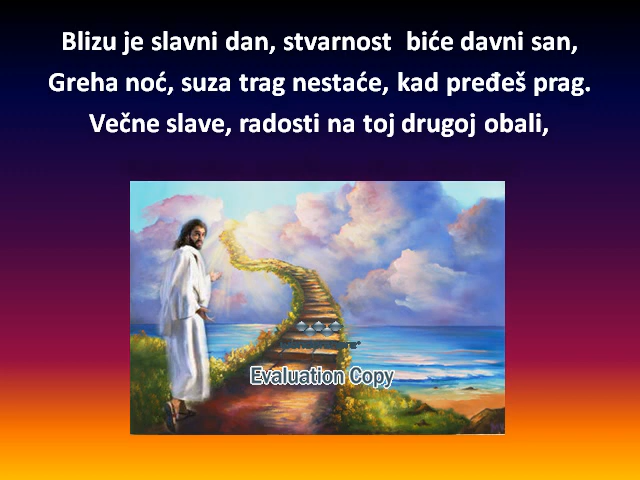 Blizu je slavni dan, stvarnost  biće davni san,
Greha noć, suza trag nestaće, kad pređeš prag.
Večne slave, radosti na toj drugoj obali,
Evaluation Copy